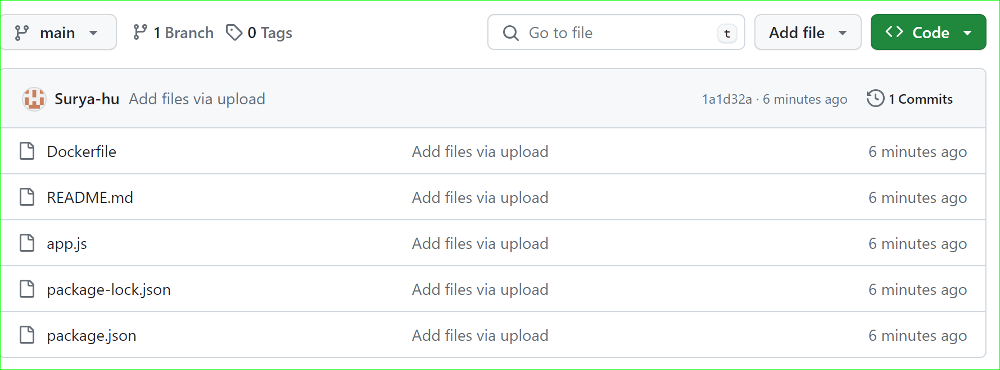 main 1 Branch 0 Tags Go to file t Add file Code
Surya-hu Add files via upload 1a1d32a · 6 minutes ago 1 Commits
Dockerfile Add files via upload 6 minutes ago
README.md Add files via upload 6 minutes ago
app.js Add files via upload 6 minutes ago
package-lock.json Add files via upload 6 minutes ago
package.json Add files via upload 6 minutes ago